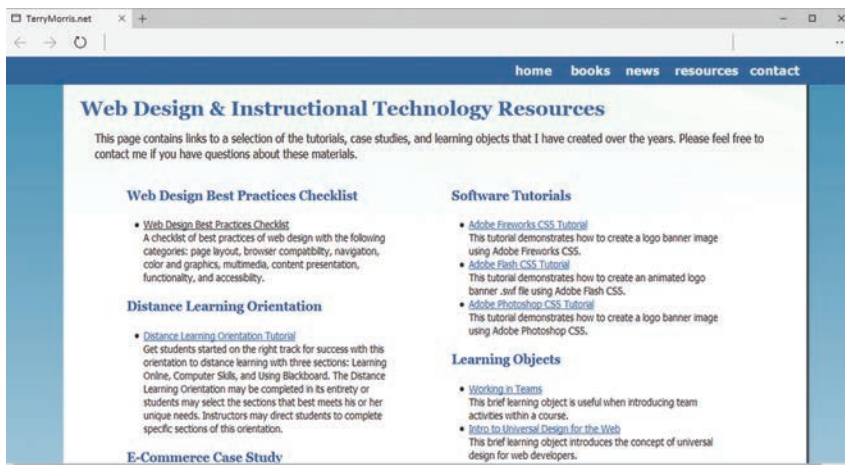 TerryMorris.net
home books news resources contact
Web Design & Instructional Technology Resources
This page contains links to a selection of the tutorials, case studies, and learning objects that I have created over the years. Please feel free to
contact me if you have questions about these materials.
Web Design Best Practices Checklist
• Web Design Best Practices Checklist
A checklist of best practices of web design with the following
categories: page layout, browser compatibility, navigation,
color and graphics, multimedia, content presentation,
functionality, and accessibility.
Distance Learning Orientation
• Distance Learning Orientation Tutorial
Get students started on the right track for success with this
orientation to distance learning with three sections: Learning
Online, Computer Skills, and Using Blackboard. The Distance
Learning Orientation may be completed in its entirety or
students may select the sections that best meets his or her
unique needs. Instructors may direct students to complete
specific sections of this orientation.
E-Commerce Case Study
Software Tutorials
• Adobe Fireworks CS5 Tutorial
This tutorial demonstrates how to create a logo banner image
using Adobe Fireworks CS5.
• Adobe Flash CS5 Tutorial
This tutorial demonstrates how to create an animated logo
banner .swf file using Adobe Flash CS5.
• Adobe Photoshop CS5 Tutorial
This tutorial demonstrates how to create a logo banner image
using Adobe Photoshop CS5.
Learning Objects
• Working in Teams
This brief learning object is useful when introducing team
activities within a course.
• Intro to Universal Design for the Web
This brief learning object introduces the concept of universal
design for web developers.